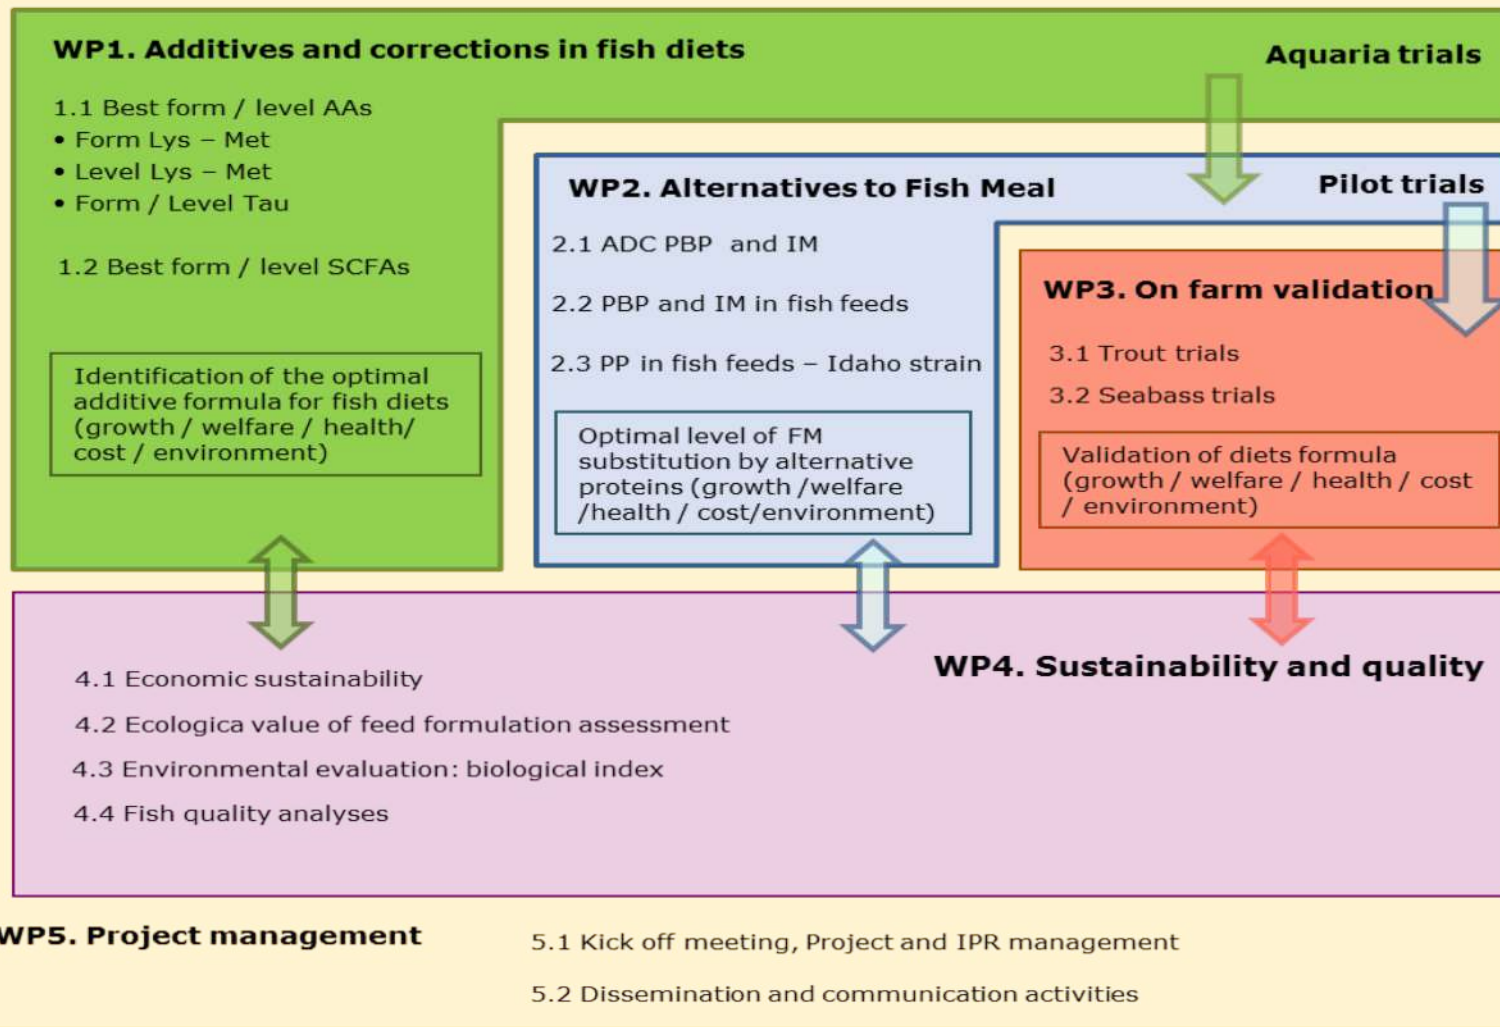 WP1. Additives and corrections in fish diets
Aquaria trials
1.1 Best form / level AAs
• Form Lys – Met
• Level Lys – Met
• Form / Level Tau
1.2 Best form / level SCFAs
Identification of the optimal
additive formula for fish diets
(growth / welfare / health/
cost / environment)
WP2. Alternatives to Fish Meal
Pilot trials
2.1 ADC PBP and IM
2.2 PBP and IM in fish feeds
2.3 PP in fish feeds – Idaho strain
Optimal level of FM
substitution by alternative
proteins (growth /welfare
/health / cost/environment)
WP3. On farm validation
3.1 Trout trials
3.2 Seabass trials
Validation of diets formula
(growth / welfare / health / cost
/ environment)
WP4. Sustainability and quality
4.1 Economic sustainability
4.2 Ecologica value of feed formulation assessment
4.3 Environmental evaluation: biological index
4.4 Fish quality analyses
WP5. Project management
5.1 Kick off meeting, Project and IPR management
5.2 Dissemination and communication activities